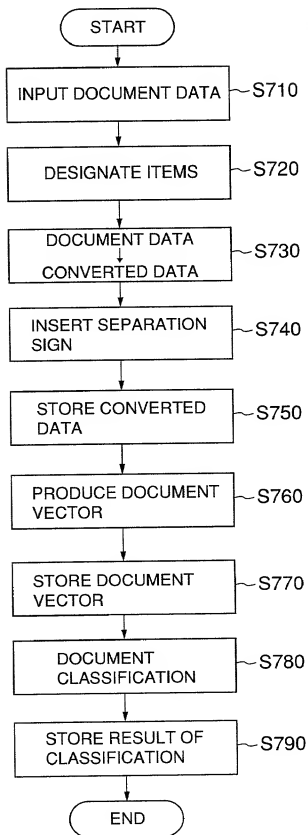 START
INPUT DOCUMENT DATA S710
DESIGNATE ITEMS S720
DOCUMENT DATA
CONVERTED DATA S730
INSERT SEPARATION
SIGN S740
STORE CONVERTED
DATA S750
PRODUCE DOCUMENT
VECTOR S760
STORE DOCUMENT
VECTOR S770
DOCUMENT
CLASSIFICATION S780
STORE RESULT OF
CLASSIFICATION S790
END